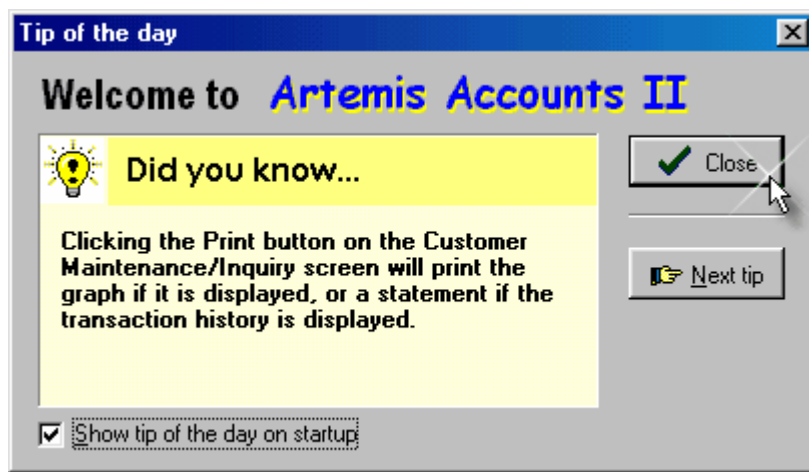 Tip of the day
Welcome to Artemis Accounts II
Did you know...
Close
Clicking the Print button on the Customer
Maintenance/Inquiry screen will print the
graph if it is displayed, or a statement if the
transaction history is displayed.
Next tip
Show tip of the day on startup